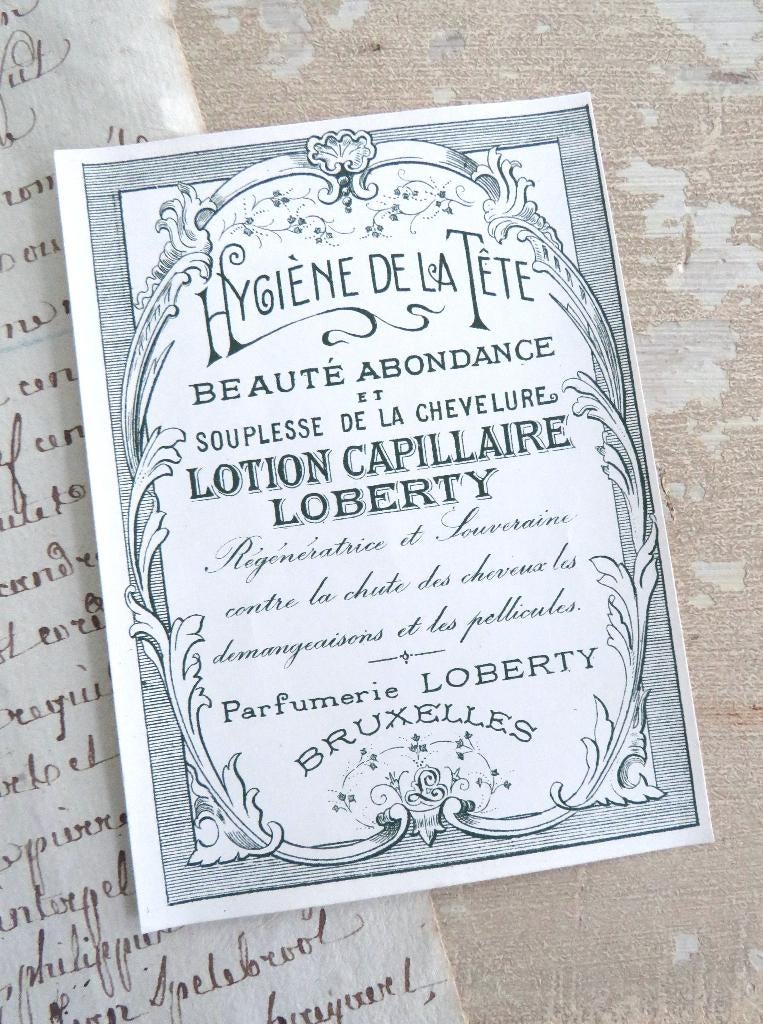 HYGIÈNE DE LA TÊTE
BEAUTÉ ABONDANCE
ET
SOUPLESSE DE LA CHEVELURE
LOTION CAPILLAIRE
LOBERTY
Régénératrice et Souveraine
contre la chute des cheveux les
demangeaisons et les pellicules.
Parfumerie LOBERTY
BRUXELLES